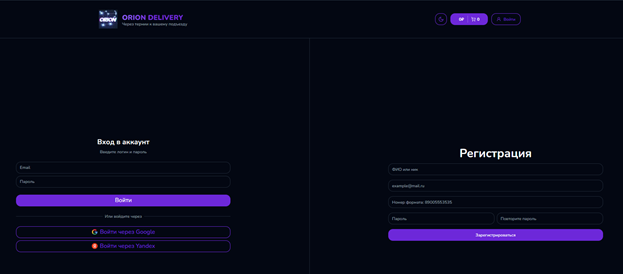 ORION
ORION DELIVERY
Через тернии к вашему подъезду
0₽ 0
Войти
Вход в аккаунт
Введите логин и пароль
Email
Пароль
Войти
Или войдите через
G Войти через Google
Я Войти через Yandex
Регистрация
ФИО или ник
example@mail.ru
Номер формата: 89005553535
Пароль
Повторите пароль
Зарегистрироваться